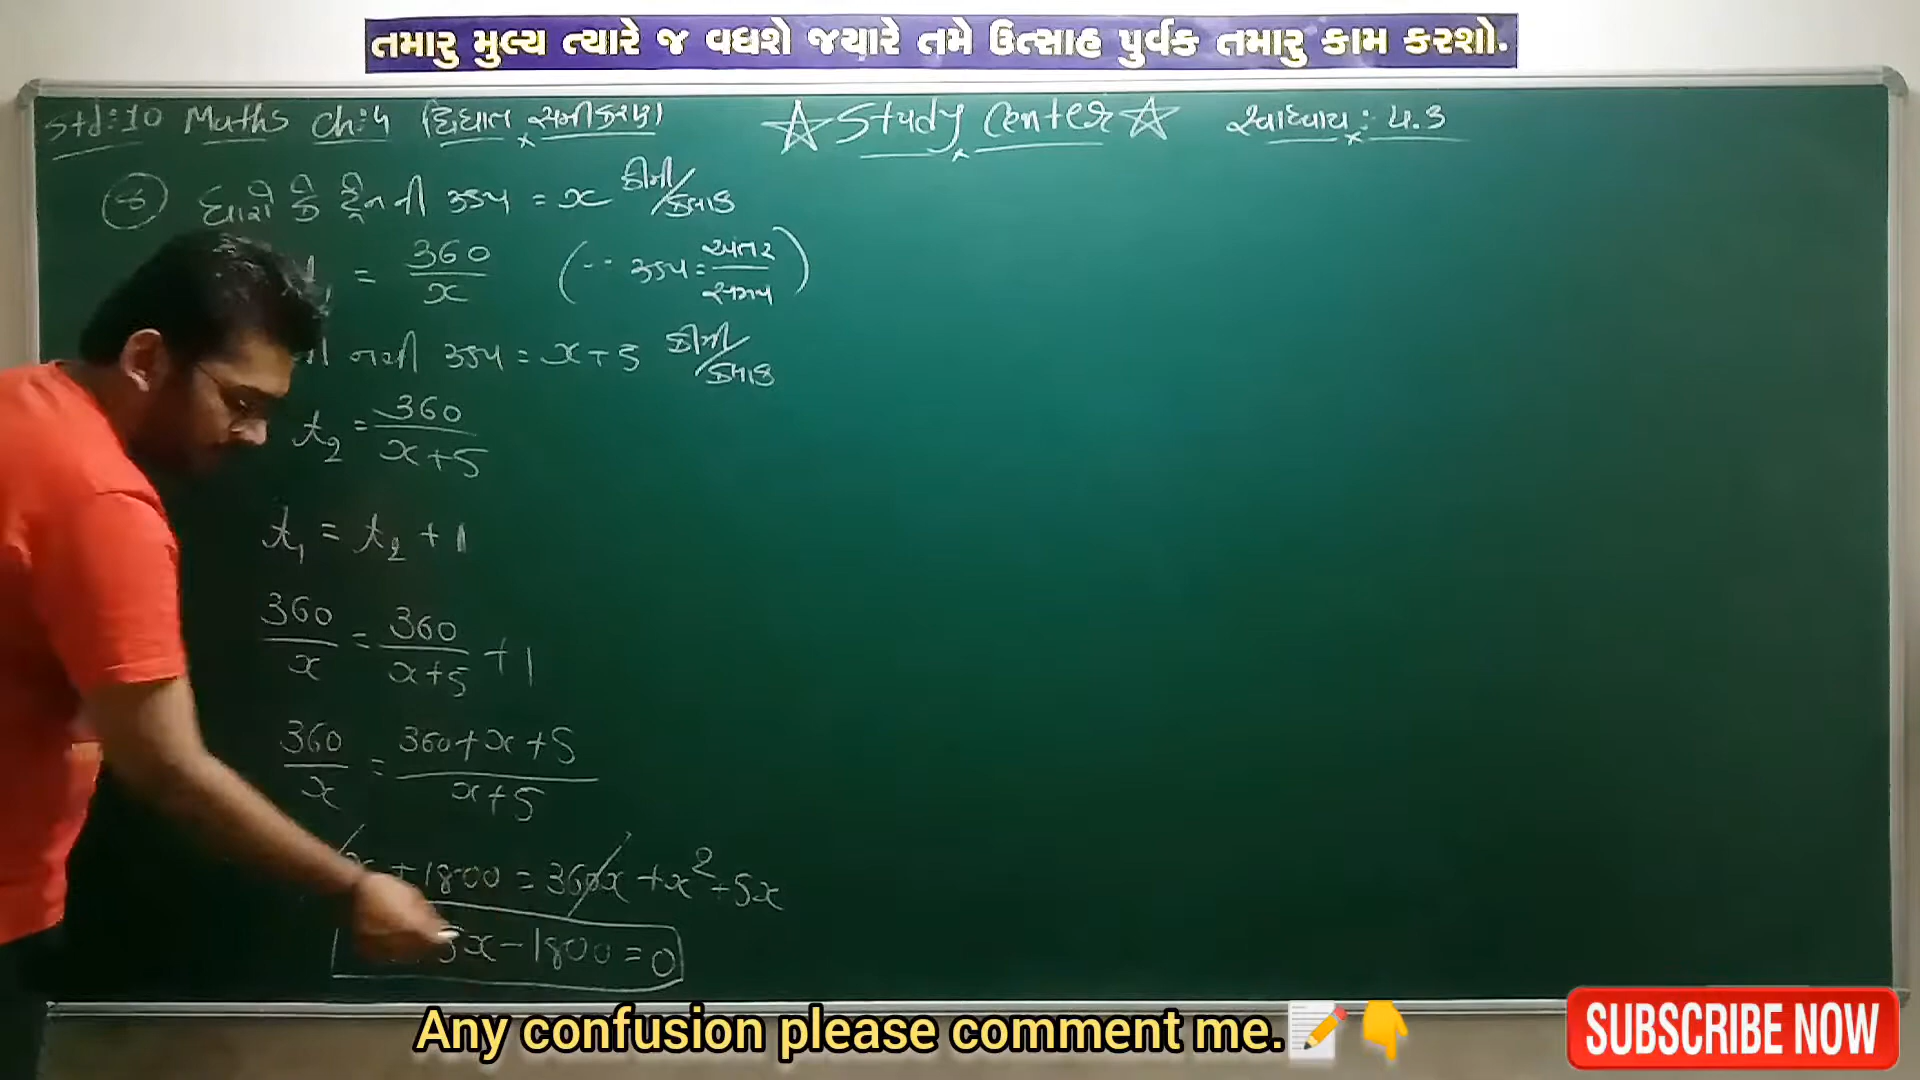 તમારુ મુલ્ય ત્યારે જ વધશે જયારે તમે ઉત્સાહ પુર્વક તમારુ કામ કરશો.
Std:10 Maths Ch:4 દ્વિઘાત સમીકરણ
☆ Study Center ☆
સ્વાધ્યાય: 4.3
8 ધારો કે ટ્રેન ની ઝડપ = x કીમી/કલાક
= 360/x (∵ ઝડપ = અંતર/સમય)
નવી ઝડપ = x+5 કીમી/કલાક
t₂ = 360/x+5
t₁ = t₂ + 1
360/x = 360/x+5 + 1
360/x = 360+x+5/x+5
+1800 = 360x + x² + 5x
5x - 1800 = 0
Any confusion please comment me.📝👇
SUBSCRIBE NOW